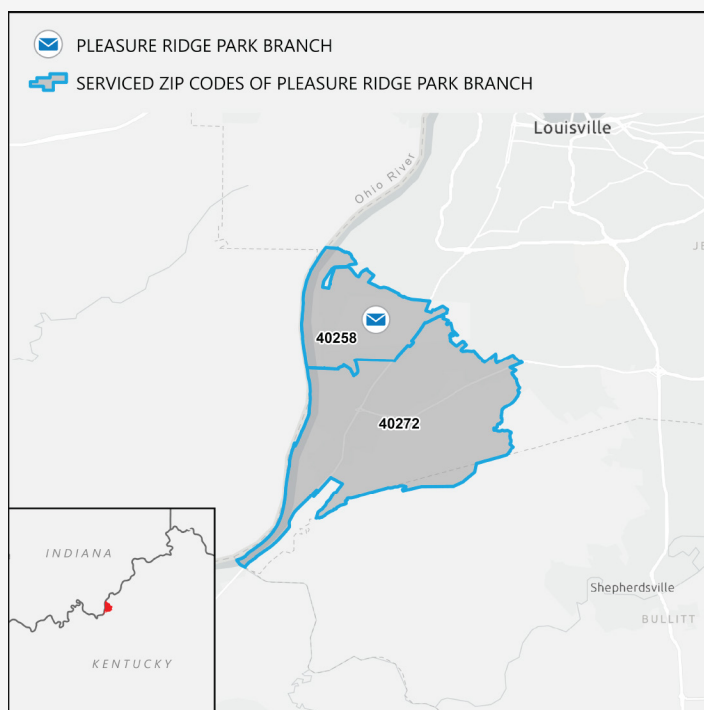 PLEASURE RIDGE PARK BRANCH
SERVICED ZIP CODES OF PLEASURE RIDGE PARK BRANCH
Louisville
Ohio River
JE
40258
40272
INDIANA
KENTUCKY
Shepherdsville
BULLITT